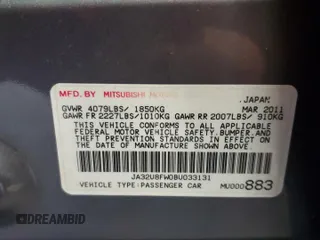 MFD. BY MITSUBISHI MOTORS
JAPAN
GVWR 4079LBS/ 1850KG MAR 2011
GAWR FR 2227LBS/1010KG GAWR RR 2007LBS/ 910KG
THIS VEHICLE CONFORMS TO ALL APPLICABLE
FEDERAL MOTOR VEHICLE SAFETY, BUMPER, AND
THEFT PREVENTION STANDARDS IN EFFECT ON
THE DATE OF MANUFACTURE SHOWN ABOVE.
JA32U8FW0BU033131
VEHICLE TYPE:PASSENGER CAR MU000883